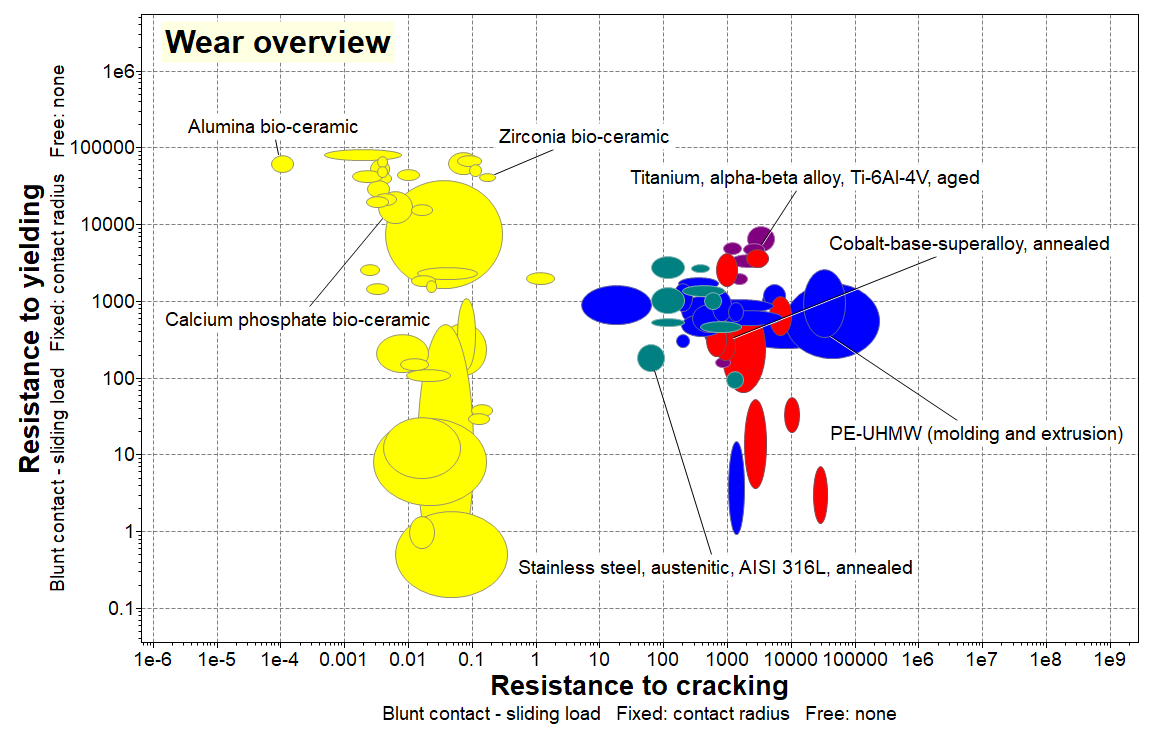 Wear overview
Resistance to yielding
Blunt contact - sliding load   Fixed: contact radius   Free: none
1e6
100000
10000
1000
100
10
1
0.1
Alumina bio-ceramic
Zirconia bio-ceramic
Titanium, alpha-beta alloy, Ti-6Al-4V, aged
Cobalt-base-superalloy, annealed
Calcium phosphate bio-ceramic
PE-UHMW (molding and extrusion)
Stainless steel, austenitic, AISI 316L, annealed
1e-6 1e-5 1e-4 0.001 0.01 0.1 1 10 100 1000 10000 100000 1e6 1e7 1e8 1e9
Resistance to cracking
Blunt contact - sliding load   Fixed: contact radius   Free: none